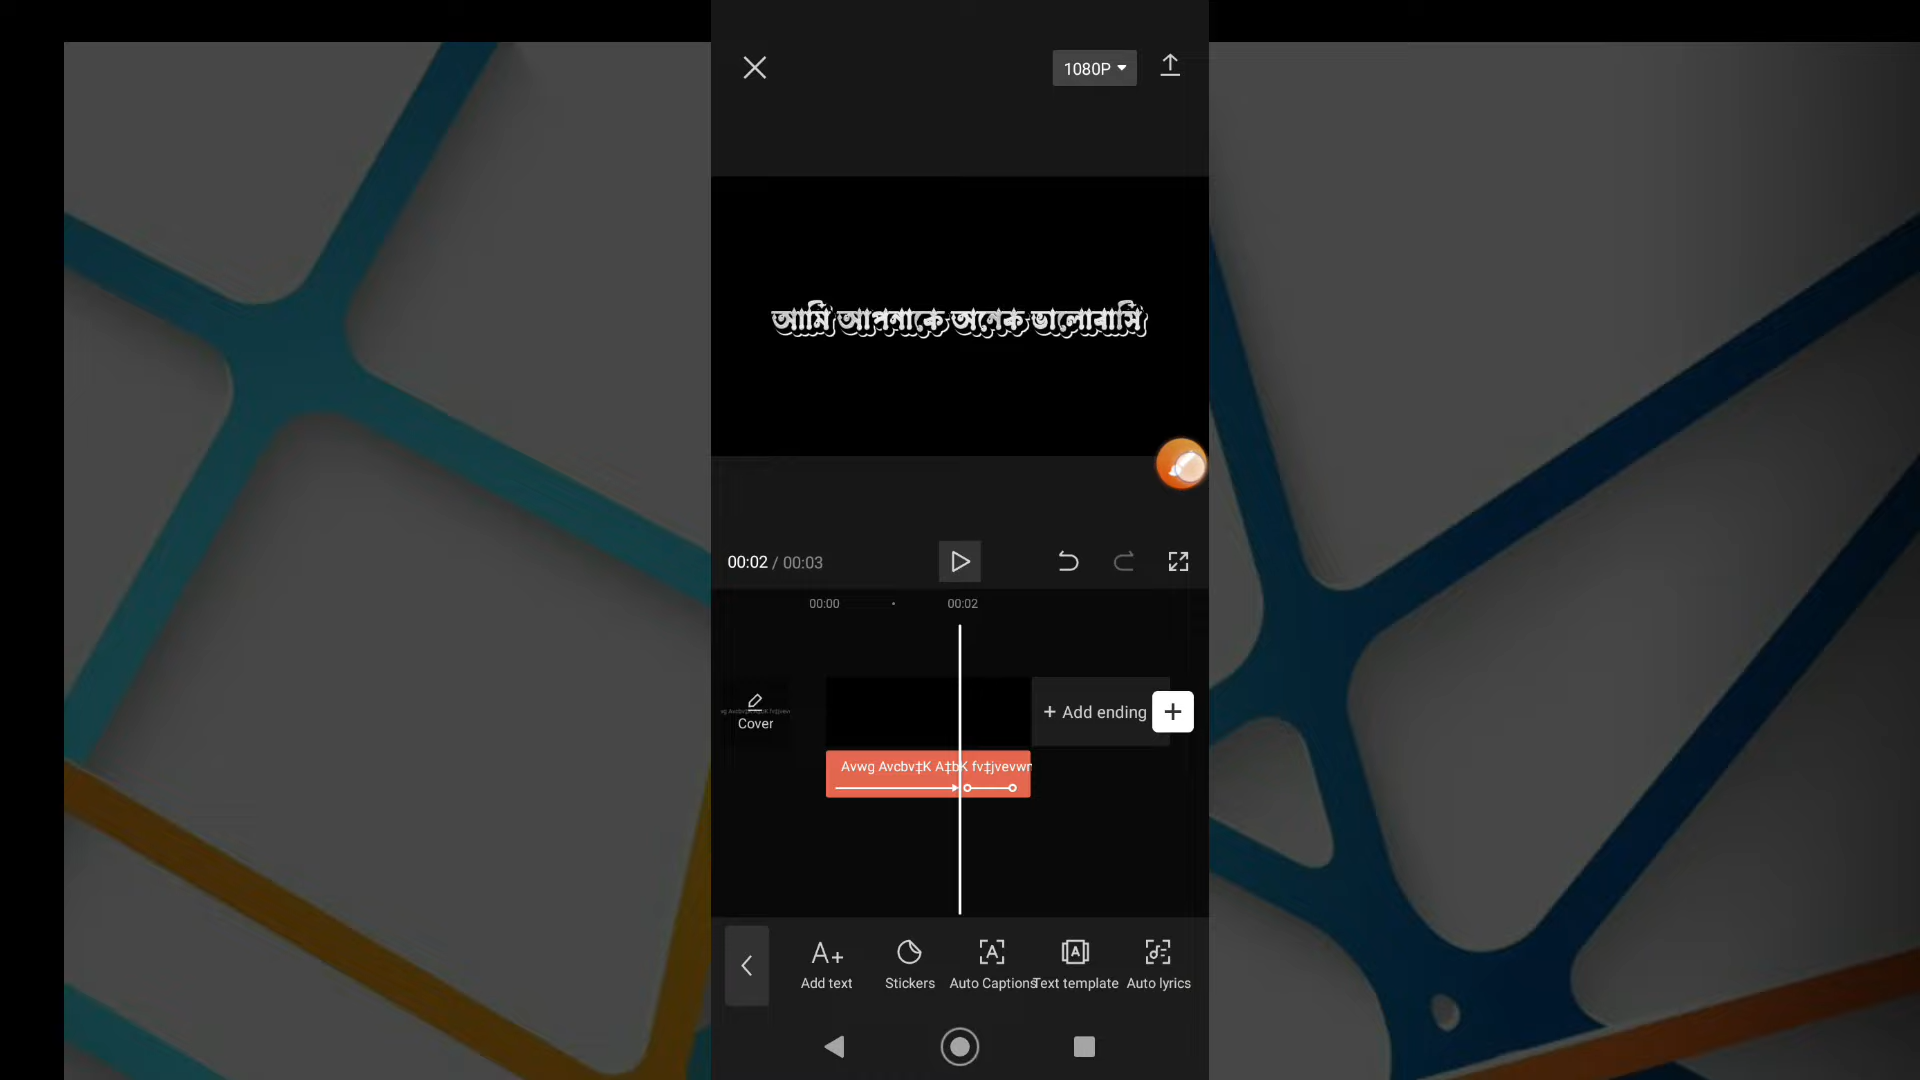 1080P
আমি আপনাকে অনেক ভালোবাসি
00:02 / 00:03
00:00
00:02
Cover
+ Add ending
Avwg Avcbv‡K A‡bK fv‡jvevwm
Add text
Stickers
Auto Captions
Text template
Auto lyrics